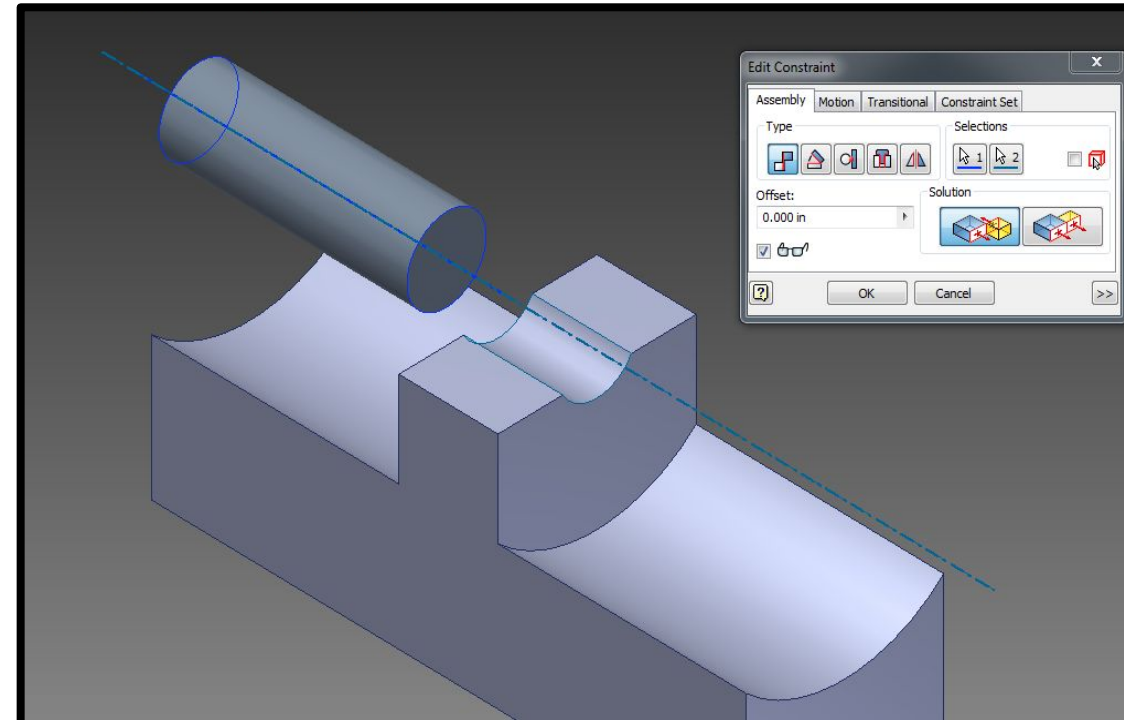 Edit Constraint
X
Assembly Motion Transitional Constraint Set
Type
Selections
1 2
Offset:
Solution
0.000 in
?
OK
Cancel
>>